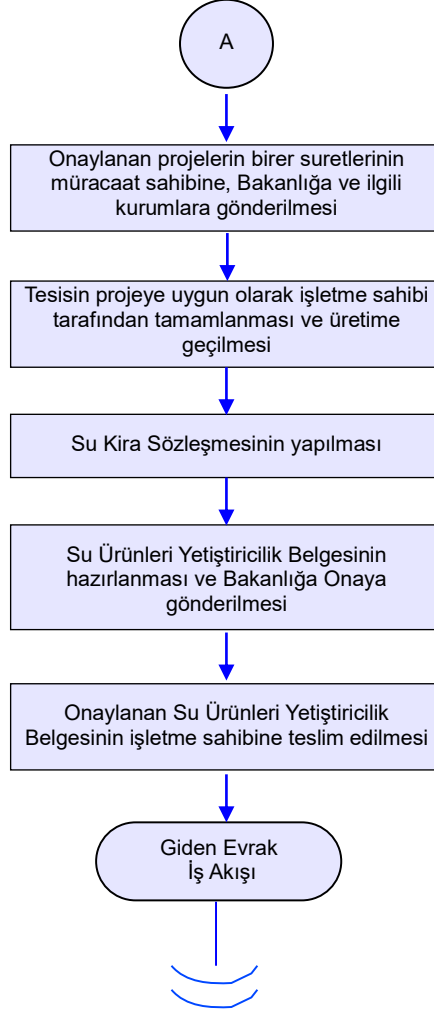 A
Onaylanan projelerin birer suretlerinin
müracaat sahibine, Bakanlığa ve ilgili
kurumlara gönderilmesi
Tesisin projeye uygun olarak işletme sahibi
tarafından tamamlanması ve üretime
geçilmesi
Su Kira Sözleşmesinin yapılması
Su Ürünleri Yetiştiricilik Belgesinin
hazırlanması ve Bakanlığa Onaya
gönderilmesi
Onaylanan Su Ürünleri Yetiştiricilik
Belgesinin işletme sahibine teslim edilmesi
Giden Evrak
İş Akışı